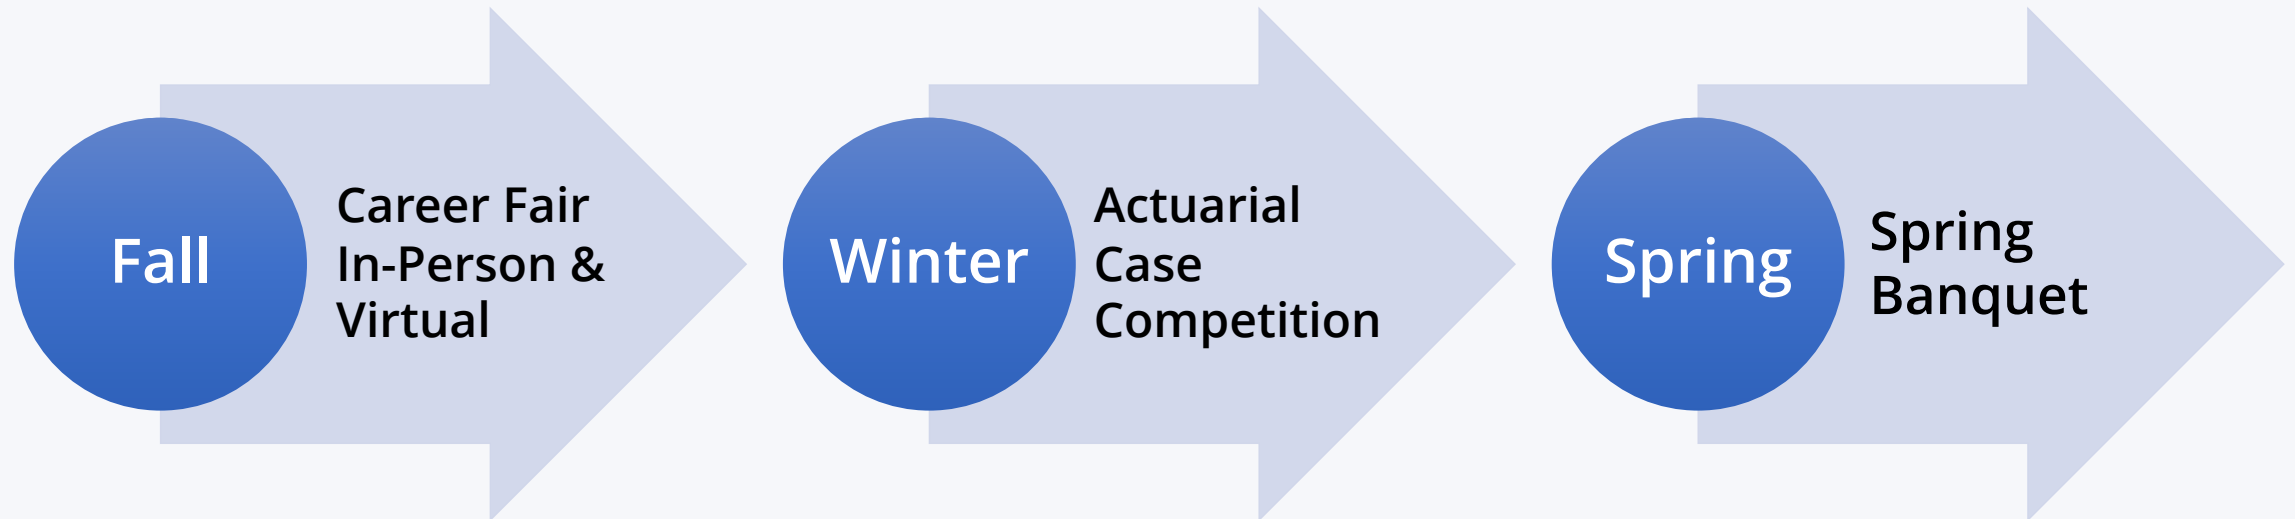 Fall
Career Fair
In-Person &
Virtual
Winter
Actuarial
Case
Competition
Spring
Spring
Banquet